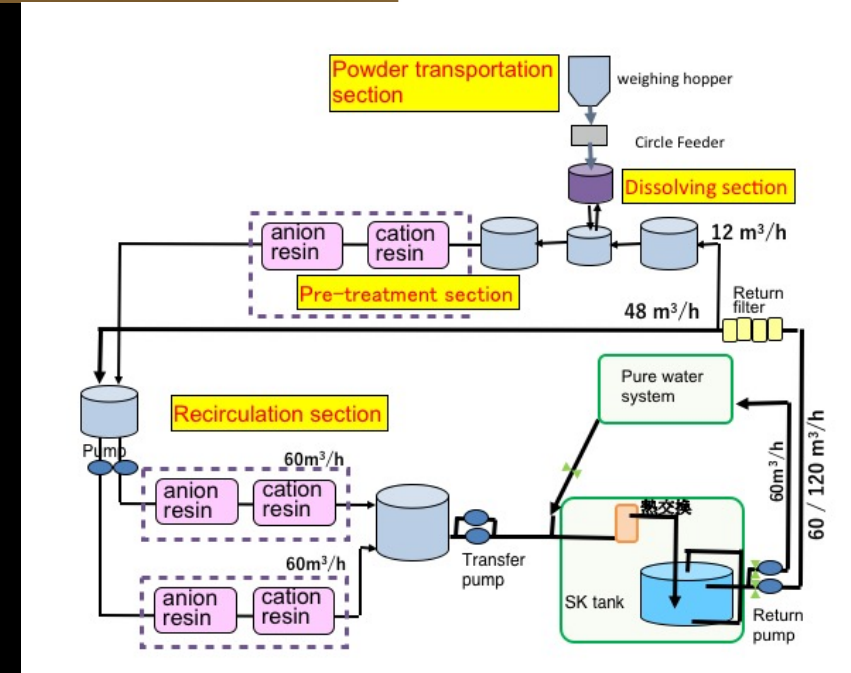 Powder transportation
section
weighing hopper
Circle Feeder
Dissolving section
anion
resin
cation
resin
12 m³/h
Pre-treatment section
Return
filter
48 m³/h
Pure water
system
Recirculation section
Pump
60m³/h
anion
resin
cation
resin
60m³/h
60 / 120 m³/h
熱交換
Transfer
pump
60m³/h
anion
resin
cation
resin
SK tank
Return
pump